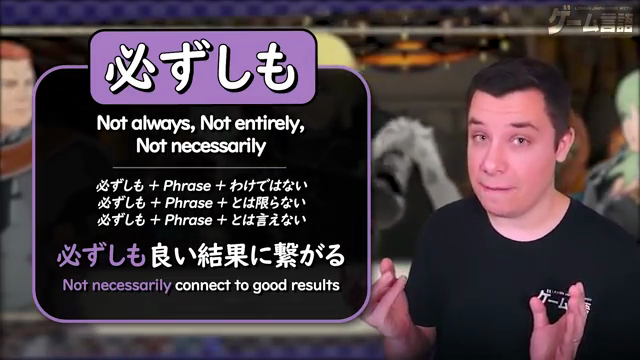 ゲーム言語
必ずしも
Not always, Not entirely,
Not necessarily
必ずしも + Phrase + わけではない
必ずしも + Phrase + とは限らない
必ずしも + Phrase + とは言えない
必ずしも良い結果に繋がる
Not necessarily connect to good results